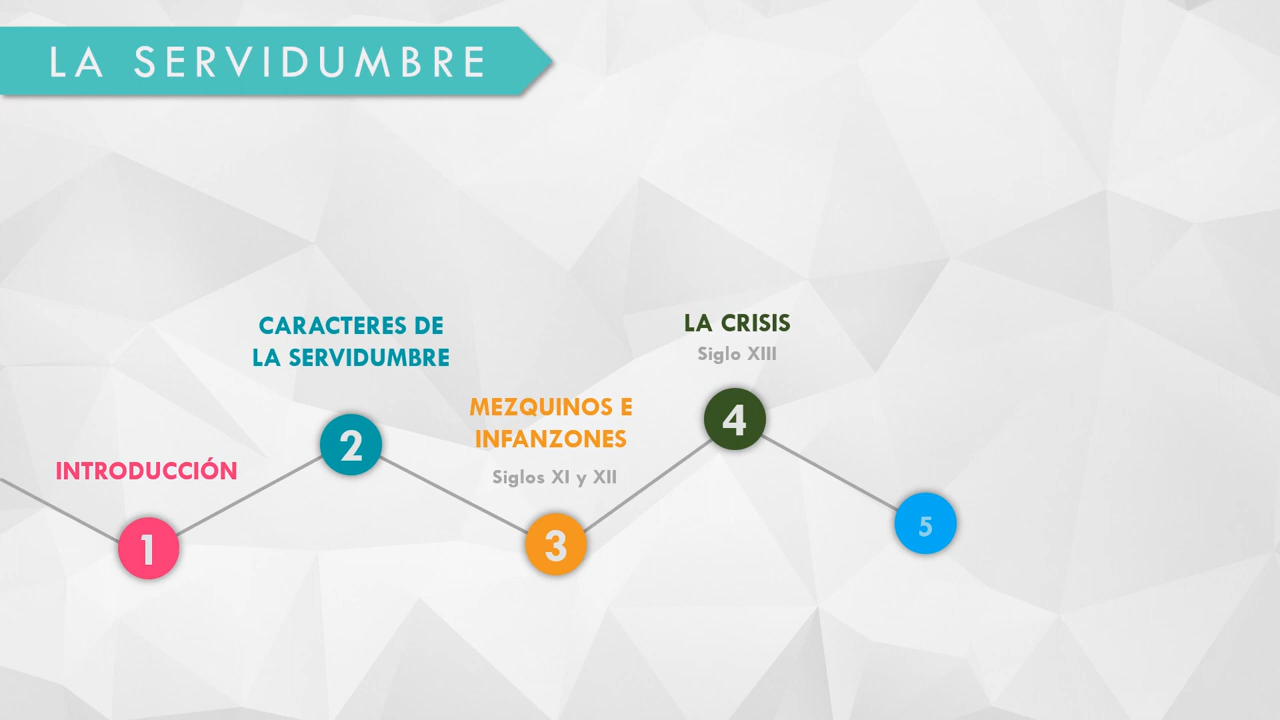 LA SERVIDUMBRE
INTRODUCCIÓN
1
CARACTERES DE
LA SERVIDUMBRE
2
MEZQUINOS E
INFANZONES
Siglos XI y XII
3
LA CRISIS
Siglo XIII
4
5